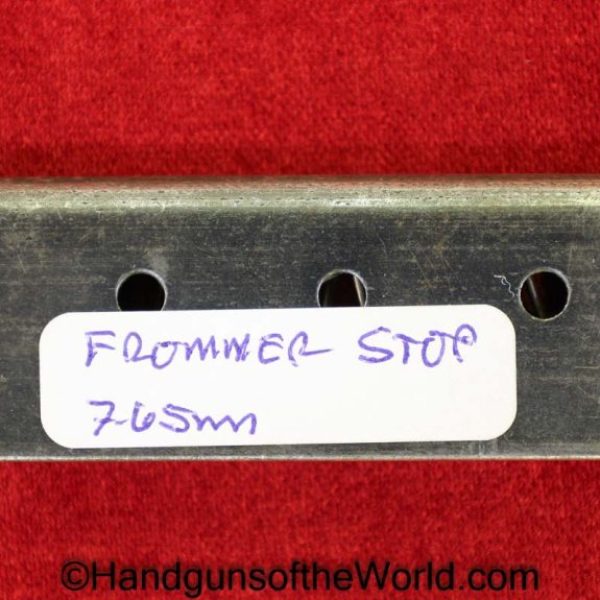 FROMMER STOP
7.65mm
©HandgunsoftheWorld.com